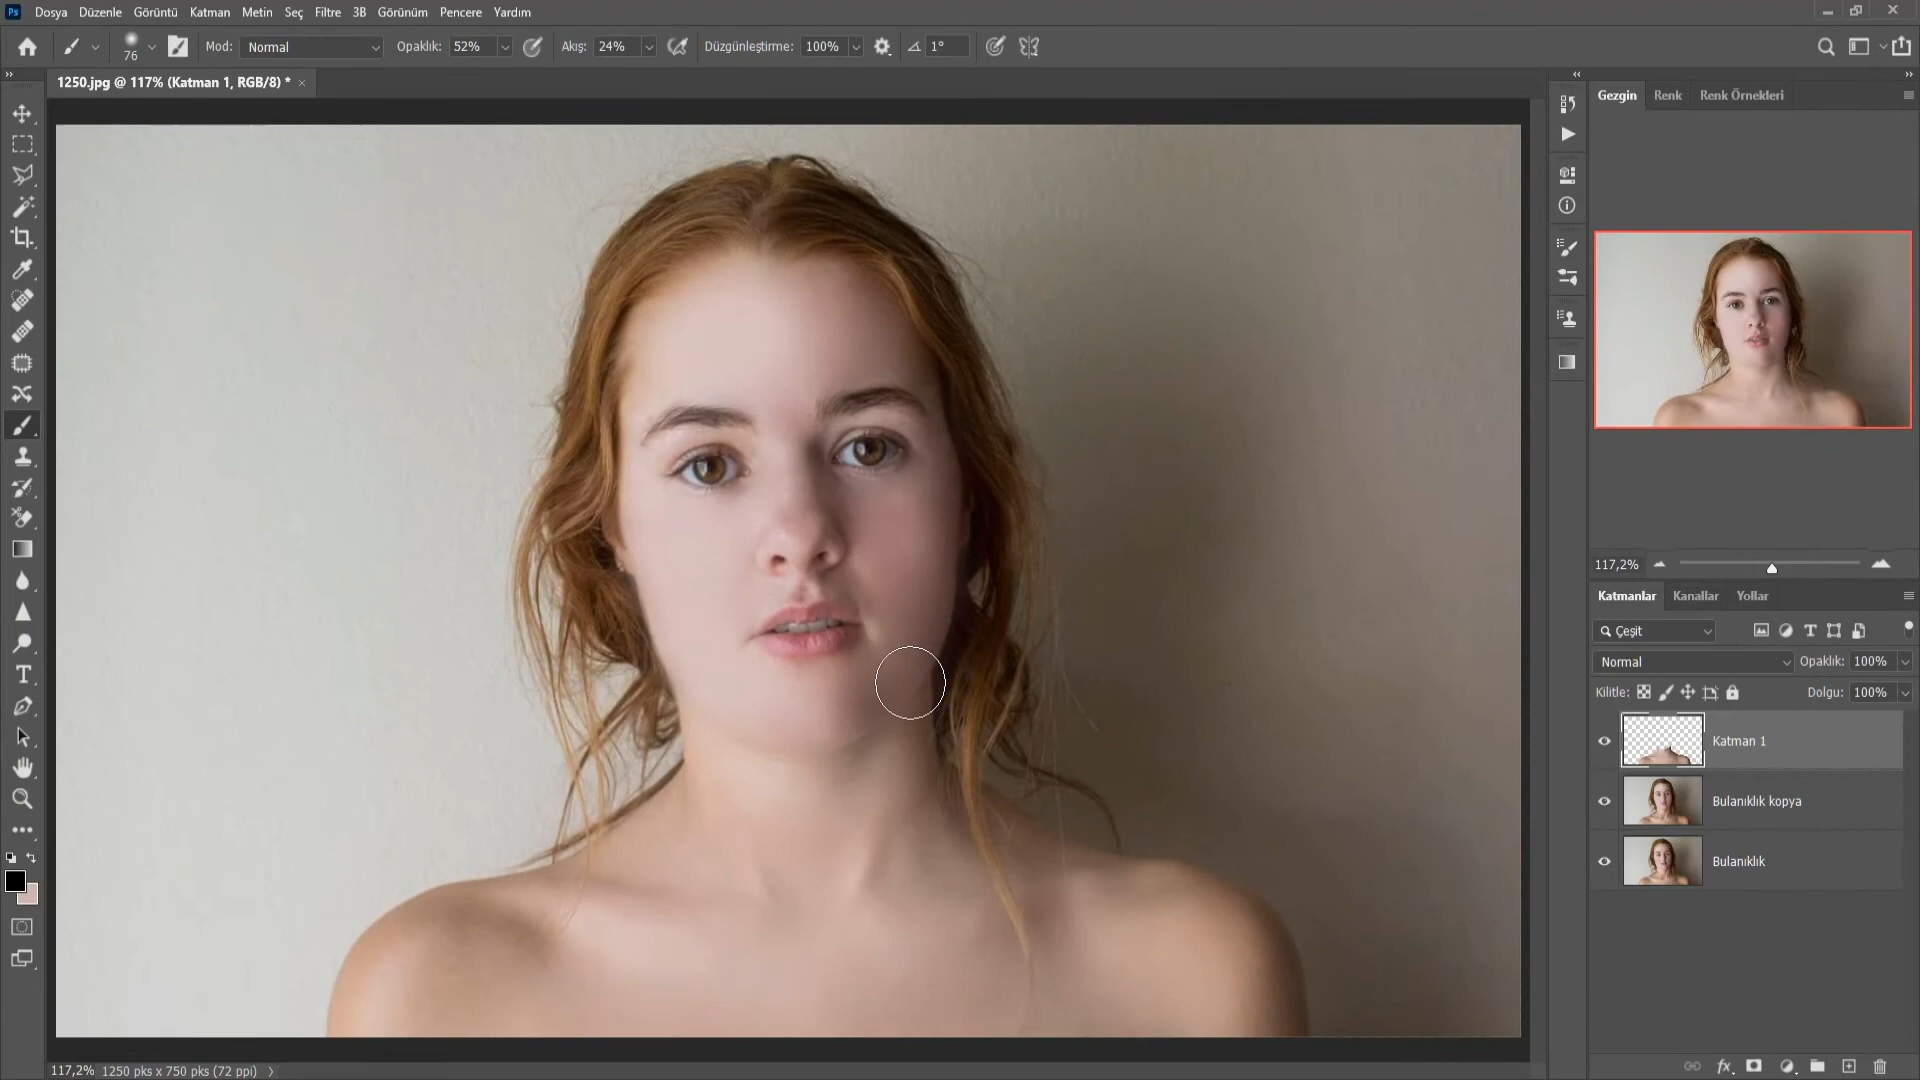 Ps Dosya Düzenle Görüntü Katman Metin Seç Filtre 3B Görünüm Pencere Yardım
76 Mod: Normal Opaklık: 52% Akış: 24% Düzgünleştirme: 100% 1°
1250.jpg @ 117% (Katman 1, RGB/8) *
Gezgin Renk Renk Örnekleri
117,2%
Katmanlar Kanallar Yollar
Çeşit
Normal Opaklık: 100%
Kilitle: Dolgu: 100%
Katman 1
Bulanıklık kopya
Bulanıklık
fx
117,2% 1250 pks x 750 pks (72 ppi)